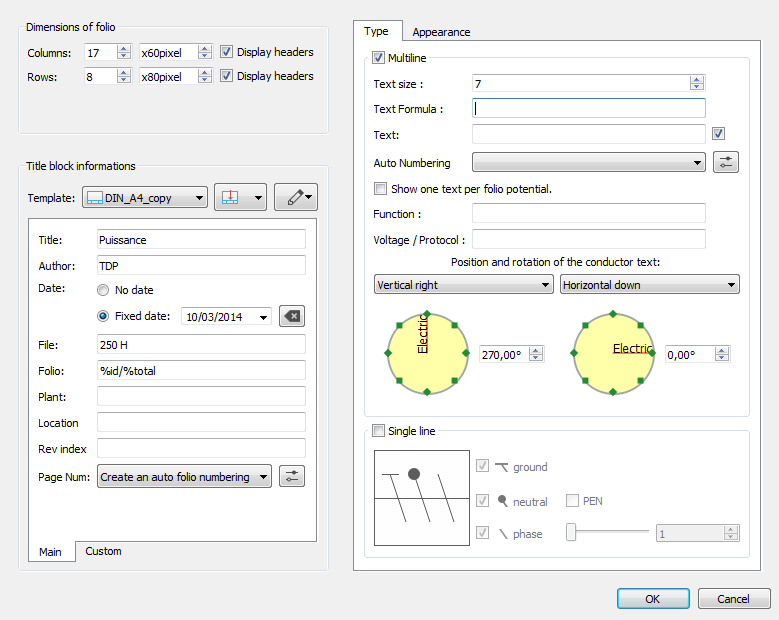 Dimensions of folio
Columns: 17 x60pixel Display headers
Rows: 8 x80pixel Display headers
Title block informations
Template: DIN_A4_copy
Title: Puissance
Author: TDP
Date: No date
Fixed date: 10/03/2014
File: 250 H
Folio: %id/%total
Plant:
Location
Rev index
Page Num: Create an auto folio numbering
Main Custom
Type Appearance
Multiline
Text size : 7
Text Formula :
Text:
Auto Numbering
Show one text per folio potential.
Function :
Voltage / Protocol :
Position and rotation of the conductor text:
Vertical right Horizontal down
Electric 270,00° Electric 0,00°
Single line
ground
neutral PEN
phase 1
OK Cancel